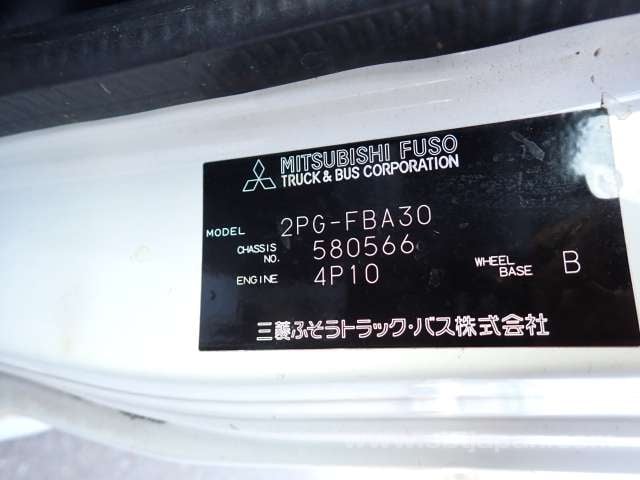 MITSUBISHI FUSO
TRUCK & BUS CORPORATION
MODEL 2PG-FBA30
CHASSIS NO. 580566
ENGINE 4P10
WHEEL BASE B
三菱ふそうトラック・バス株式会社